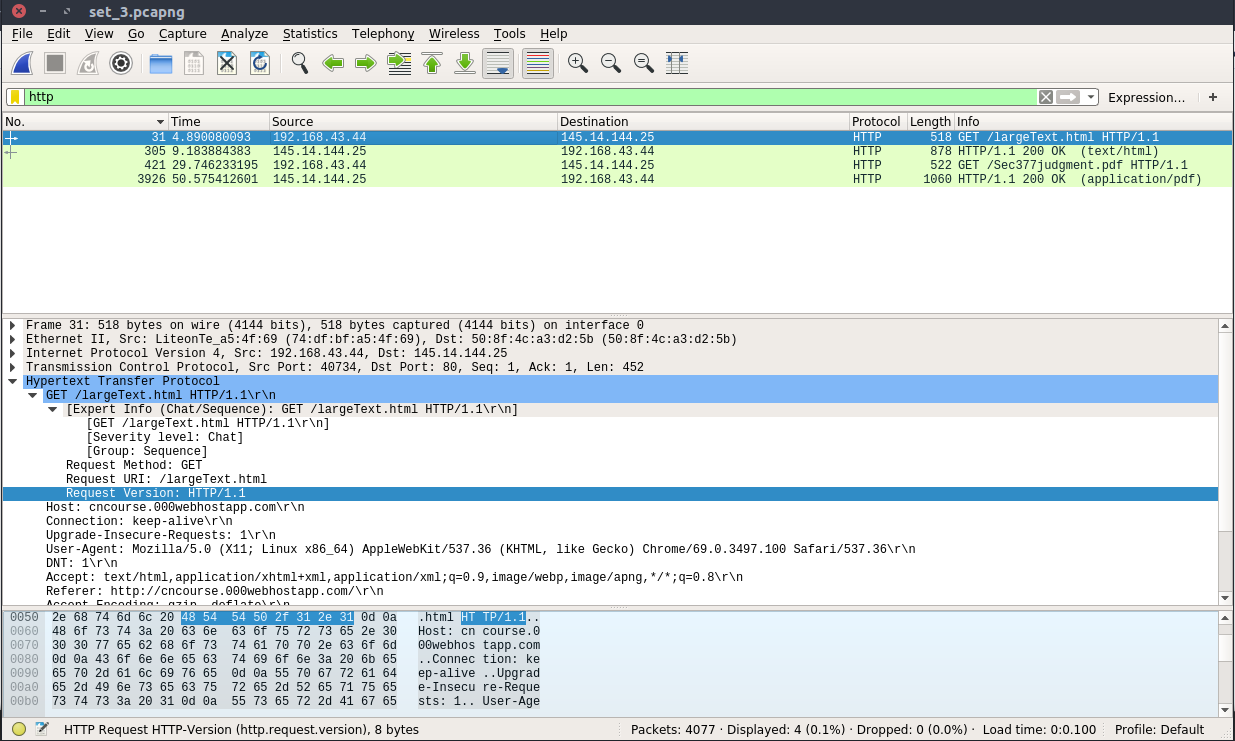 set_3.pcapng
File Edit View Go Capture Analyze Statistics Telephony Wireless Tools Help
http Expression… +
No. Time Source Destination Protocol Length Info
31 4.890080093 192.168.43.44 145.14.144.25 HTTP 518 GET /largeText.html HTTP/1.1
305 9.183884383 145.14.144.25 192.168.43.44 HTTP 878 HTTP/1.1 200 OK (text/html)
421 29.746233195 192.168.43.44 145.14.144.25 HTTP 522 GET /Sec377judgment.pdf HTTP/1.1
3926 50.575412601 145.14.144.25 192.168.43.44 HTTP 1060 HTTP/1.1 200 OK (application/pdf)
Frame 31: 518 bytes on wire (4144 bits), 518 bytes captured (4144 bits) on interface 0
Ethernet II, Src: LiteonTe_a5:4f:69 (74:df:bf:a5:4f:69), Dst: 50:8f:4c:a3:d2:5b (50:8f:4c:a3:d2:5b)
Internet Protocol Version 4, Src: 192.168.43.44, Dst: 145.14.144.25
Transmission Control Protocol, Src Port: 40734, Dst Port: 80, Seq: 1, Ack: 1, Len: 452
Hypertext Transfer Protocol
GET /largeText.html HTTP/1.1\r\n
[Expert Info (Chat/Sequence): GET /largeText.html HTTP/1.1\r\n]
[GET /largeText.html HTTP/1.1\r\n]
[Severity level: Chat]
[Group: Sequence]
Request Method: GET
Request URI: /largeText.html
Request Version: HTTP/1.1
Host: cncourse.000webhostapp.com\r\n
Connection: keep-alive\r\n
Upgrade-Insecure-Requests: 1\r\n
User-Agent: Mozilla/5.0 (X11; Linux x86_64) AppleWebKit/537.36 (KHTML, like Gecko) Chrome/69.0.3497.100 Safari/537.36\r\n
DNT: 1\r\n
Accept: text/html,application/xhtml+xml,application/xml;q=0.9,image/webp,image/apng,*/*;q=0.8\r\n
Referer: http://cncourse.000webhostapp.com/\r\n
Accept-Encoding: gzip, deflate\r\n
0050 2e 68 74 6d 6c 20 48 54 54 50 2f 31 2e 31 0d 0a .html HT TP/1.1..
0060 48 6f 73 74 3a 20 63 6e 63 6f 75 72 73 65 2e 30 Host: cn course.0
0070 30 30 77 65 62 68 6f 73 74 61 70 70 2e 63 6f 6d 00webhos tapp.com
0080 0d 0a 43 6f 6e 6e 65 63 74 69 6f 6e 3a 20 6b 65 ..Connec tion: ke
0090 65 70 2d 61 6c 69 76 65 0d 0a 55 70 67 72 61 64 ep-alive ..Upgrad
00a0 65 2d 49 6e 73 65 63 75 72 65 2d 52 65 71 75 65 e-Insecu re-Reque
00b0 73 74 73 3a 20 31 0d 0a 55 73 65 72 2d 41 67 65 sts: 1.. User-Age
HTTP Request HTTP-Version (http.request.version), 8 bytes Packets: 4077 · Displayed: 4 (0.1%) · Dropped: 0 (0.0%) · Load time: 0:0.100 Profile: Default